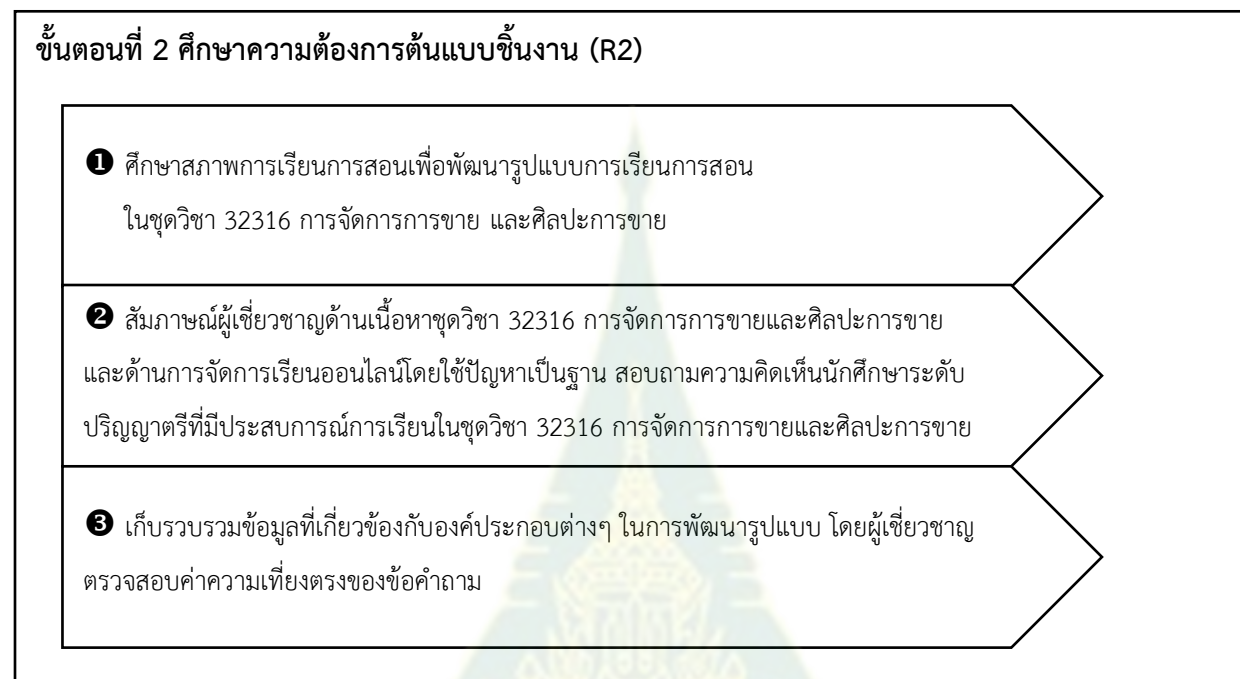 ขั้นตอนที่ 2 ศึกษาความต้องการต้นแบบชิ้นงาน (R2)
❶ ศึกษาสภาพการเรียนการสอนเพื่อพัฒนารูปแบบการเรียนการสอน
ในชุดวิชา 32316 การจัดการการขาย และศิลปะการขาย
❷ สัมภาษณ์ผู้เชี่ยวชาญด้านเนื้อหาชุดวิชา 32316 การจัดการการขายและศิลปะการขาย
และด้านการจัดการเรียนออนไลน์โดยใช้ปัญหาเป็นฐาน สอบถามความคิดเห็นนักศึกษาระดับ
ปริญญาตรีที่มีประสบการณ์การเรียนในชุดวิชา 32316 การจัดการการขายและศิลปะการขาย
❸ เก็บรวบรวมข้อมูลที่เกี่ยวข้องกับองค์ประกอบต่างๆ ในการพัฒนารูปแบบ โดยผู้เชี่ยวชาญ
ตรวจสอบค่าความเที่ยงตรงของข้อคำถาม